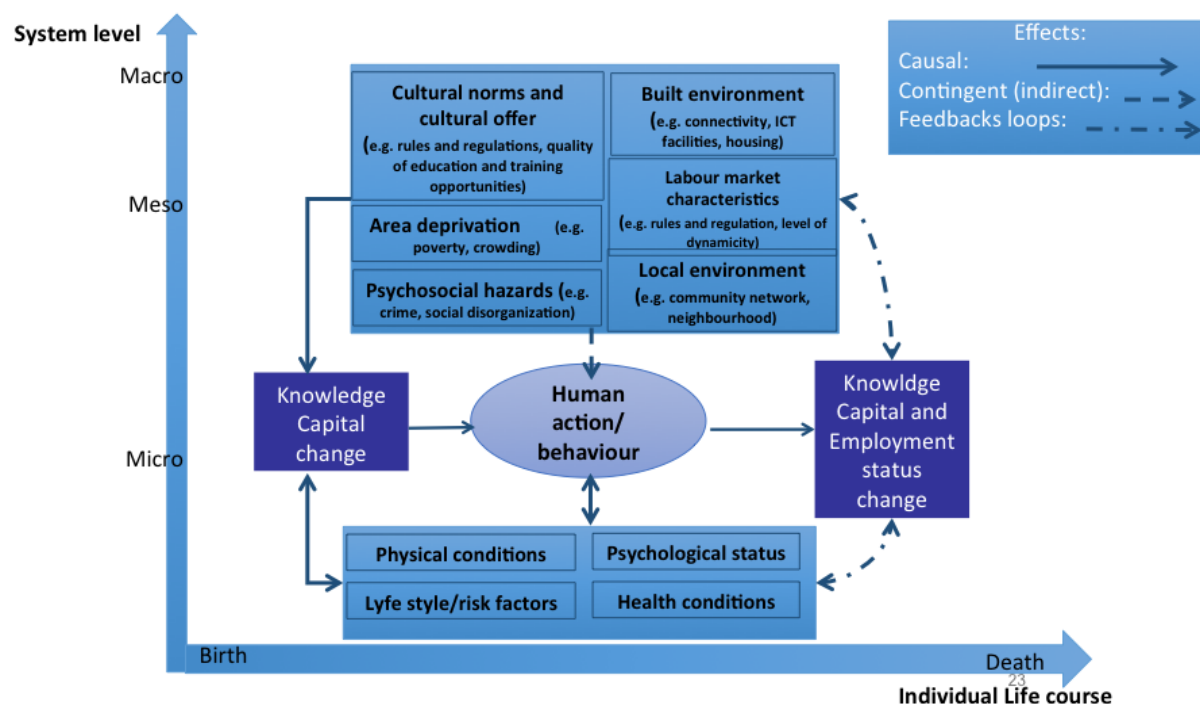 System level
Macro
Meso
Micro
Effects:
Causal:
Contingent (indirect):
Feedbacks loops:
Cultural norms and
cultural offer
(e.g. rules and regulations, quality
of education and training
opportunities)
Built environment
(e.g. connectivity, ICT
facilities, housing)
Labour market
characteristics
(e.g. rules and regulation, level of
dynamicity)
Area deprivation (e.g.
poverty, crowding)
Local environment
(e.g. community network,
neighbourhood)
Psychosocial hazards (e.g.
crime, social disorganization)
Knowledge
Capital
change
Human
action/
behaviour
Knowldge
Capital and
Employment
status
change
Physical conditions
Psychological status
Lyfe style/risk factors
Health conditions
Birth
Death
23
Individual Life course